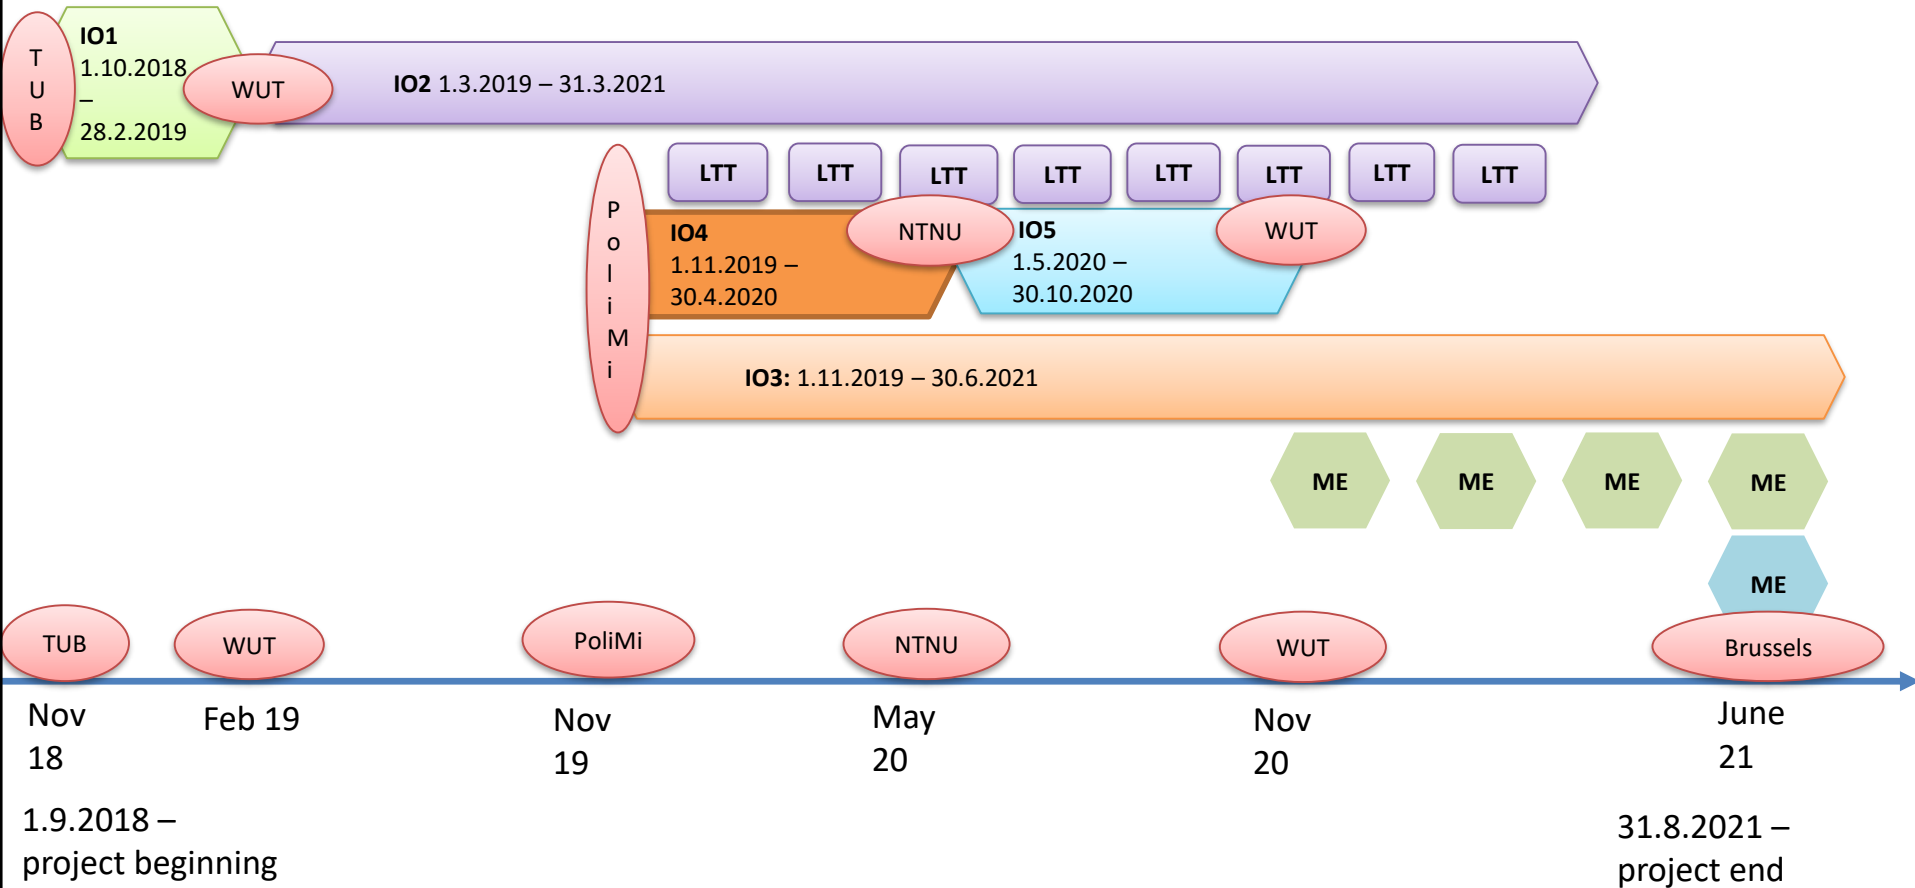 T
U
B
IO1
1.10.2018
–
28.2.2019
WUT
IO2 1.3.2019 – 31.3.2021
P
o
l
i
M
i
LTT
LTT
LTT
LTT
LTT
LTT
LTT
LTT
IO4
1.11.2019 –
30.4.2020
NTNU
IO5
1.5.2020 –
30.10.2020
WUT
IO3: 1.11.2019 – 30.6.2021
ME
ME
ME
ME
ME
TUB
WUT
PoliMi
NTNU
WUT
Brussels
Nov
18
Feb 19
Nov
19
May
20
Nov
20
June
21
1.9.2018 –
project beginning
31.8.2021 –
project end